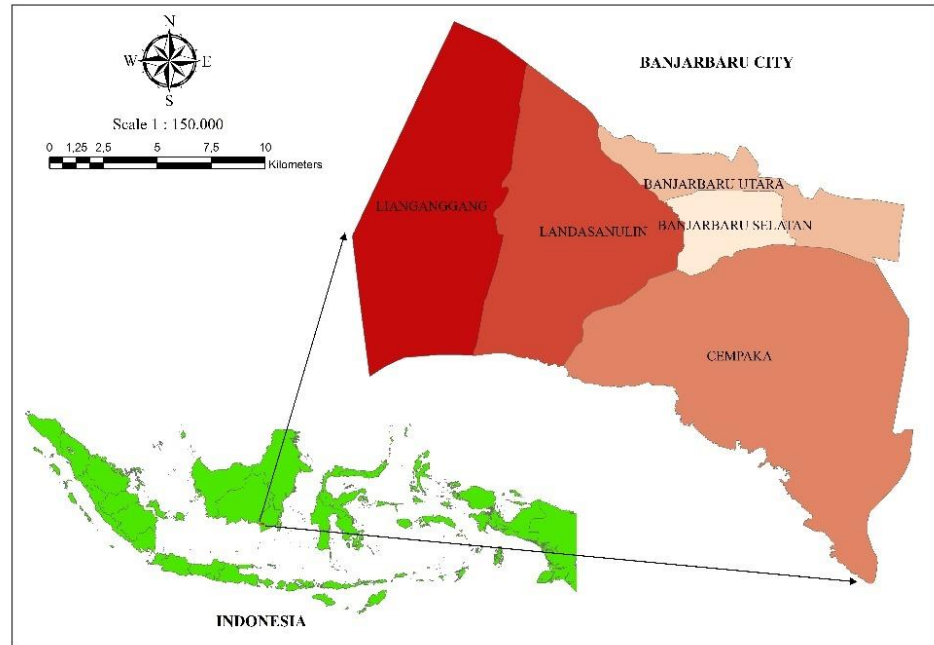 N
W E
S
Scale 1 : 150.000
0 1,25 2,5 5 7,5 10
Kilometers
BANJARBARU CITY
LIANGANGGANG
LANDASANULIN
BANJARBARU UTARA
BANJARBARU SELATAN
CEMPAKA
INDONESIA